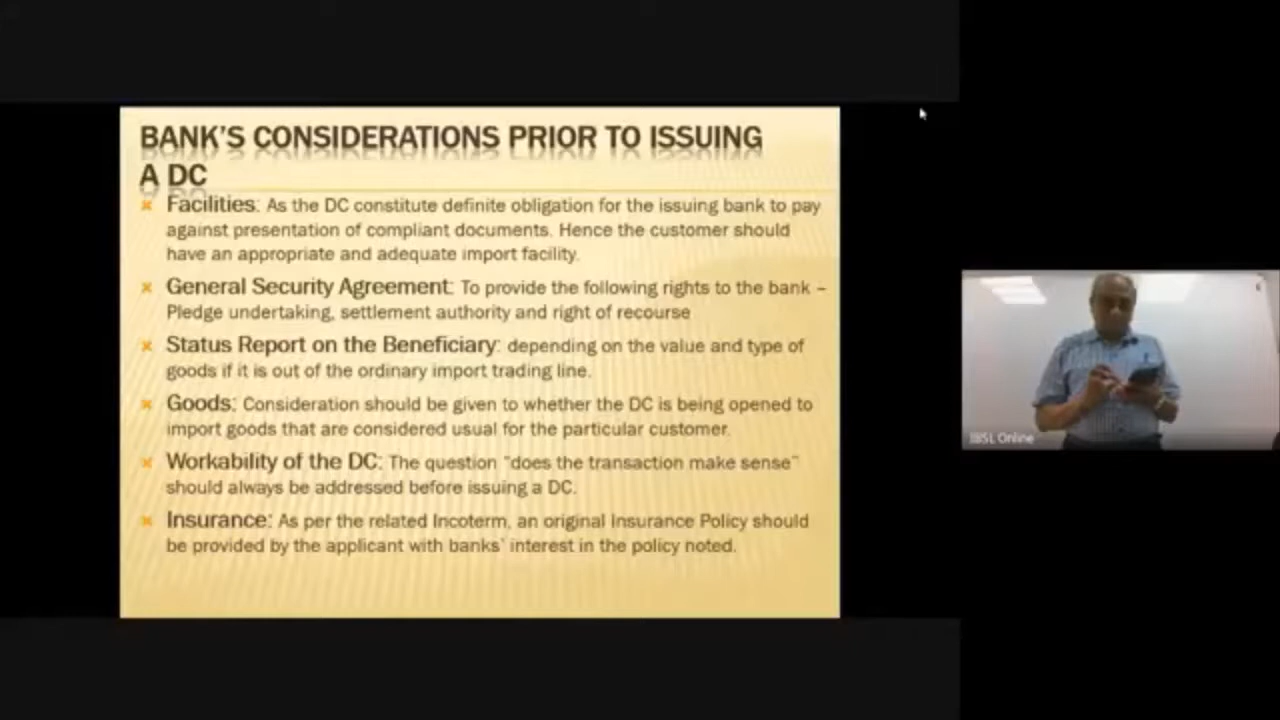 BANK'S CONSIDERATIONS PRIOR TO ISSUING
A DC
Facilities: As the DC constitute definite obligation for the issuing bank to pay
against presentation of compliant documents. Hence the customer should
have an appropriate and adequate import facility.
General Security Agreement: To provide the following rights to the bank –
Pledge undertaking, settlement authority and right of recourse
Status Report on the Beneficiary: depending on the value and type of
goods if it is out of the ordinary import trading line.
Goods: Consideration should be given to whether the DC is being opened to
import goods that are considered usual for the particular customer.
Workability of the DC: The question "does the transaction make sense"
should always be addressed before issuing a DC.
Insurance: As per the related Incoterm, an original Insurance Policy should
be provided by the applicant with banks' interest in the policy noted.
IBSL Online